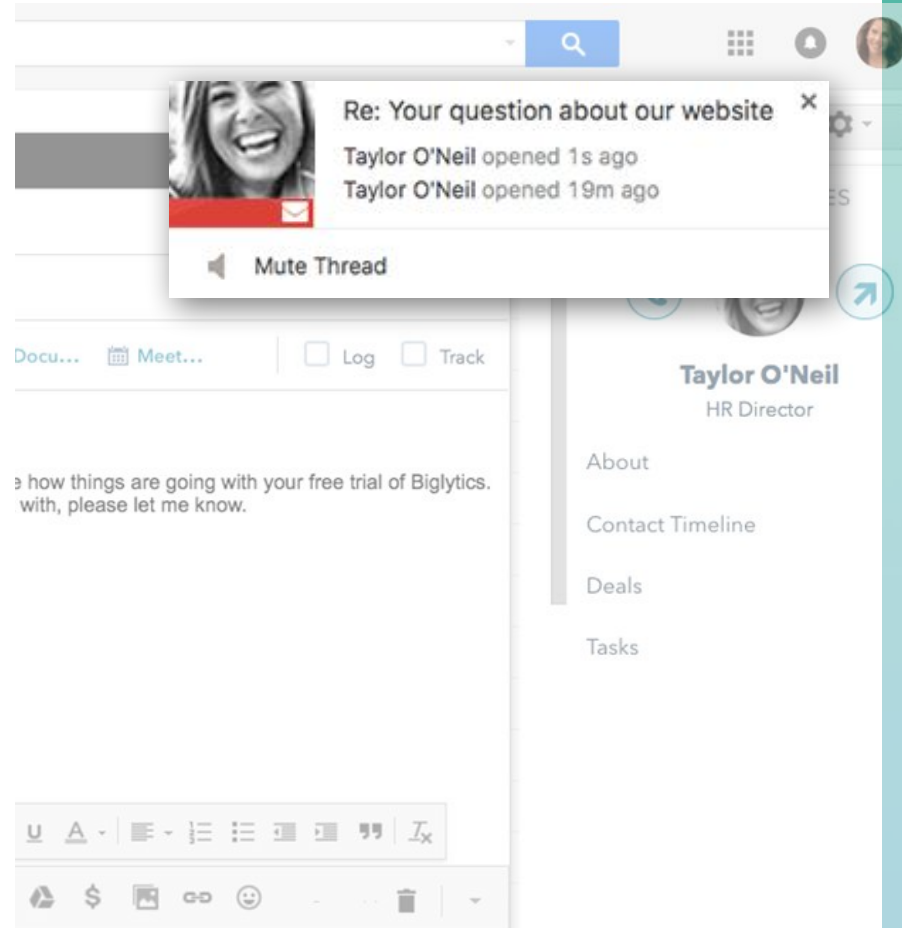 Re: Your question about our website
Taylor O'Neil opened 1s ago
Taylor O'Neil opened 19m ago
ES
Mute Thread
Docu... Meet... Log Track
Taylor O'Neil
HR Director
e how things are going with your free trial of Biglytics.
with, please let me know.
About
Contact Timeline
Deals
Tasks